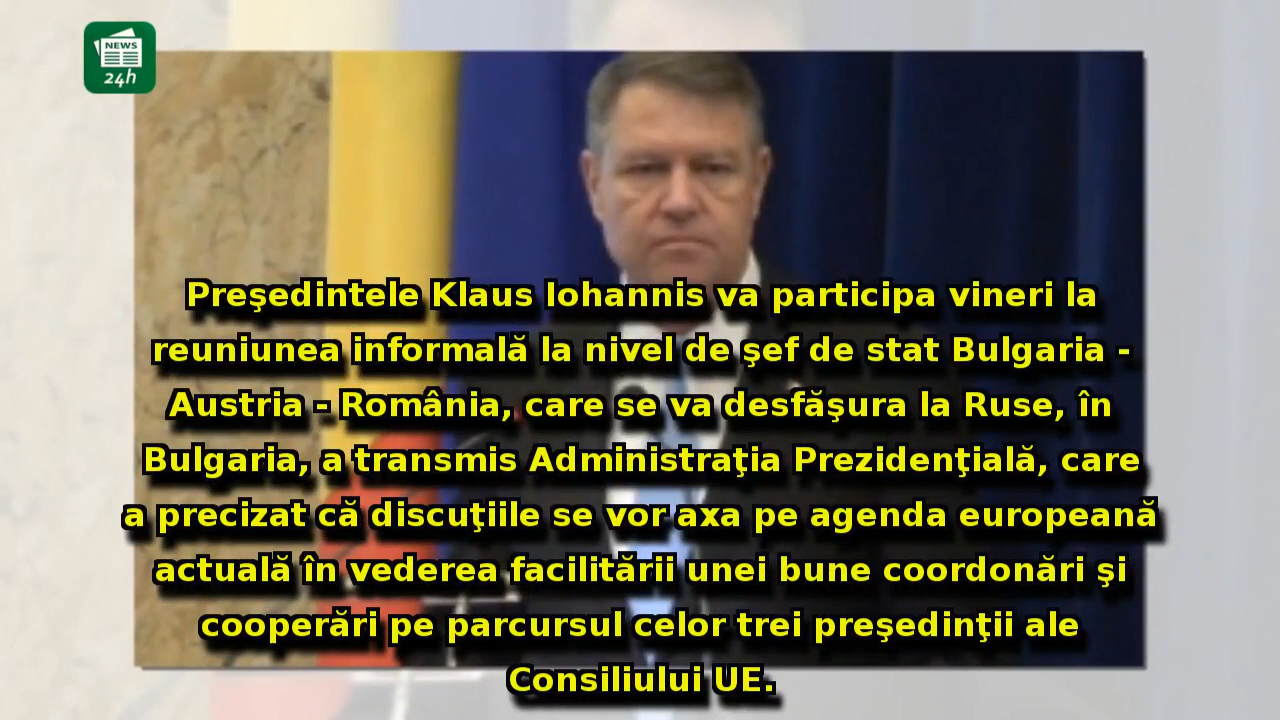 NEWS
24h
Preşedintele Klaus Iohannis va participa vineri la
reuniunea informală la nivel de şef de stat Bulgaria -
Austria - România, care se va desfăşura la Ruse, în
Bulgaria, a transmis Administraţia Prezidenţială, care
a precizat că discuţiile se vor axa pe agenda europeană
actuală în vederea facilitării unei bune coordonări şi
cooperări pe parcursul celor trei preşedinţii ale
Consiliului UE.